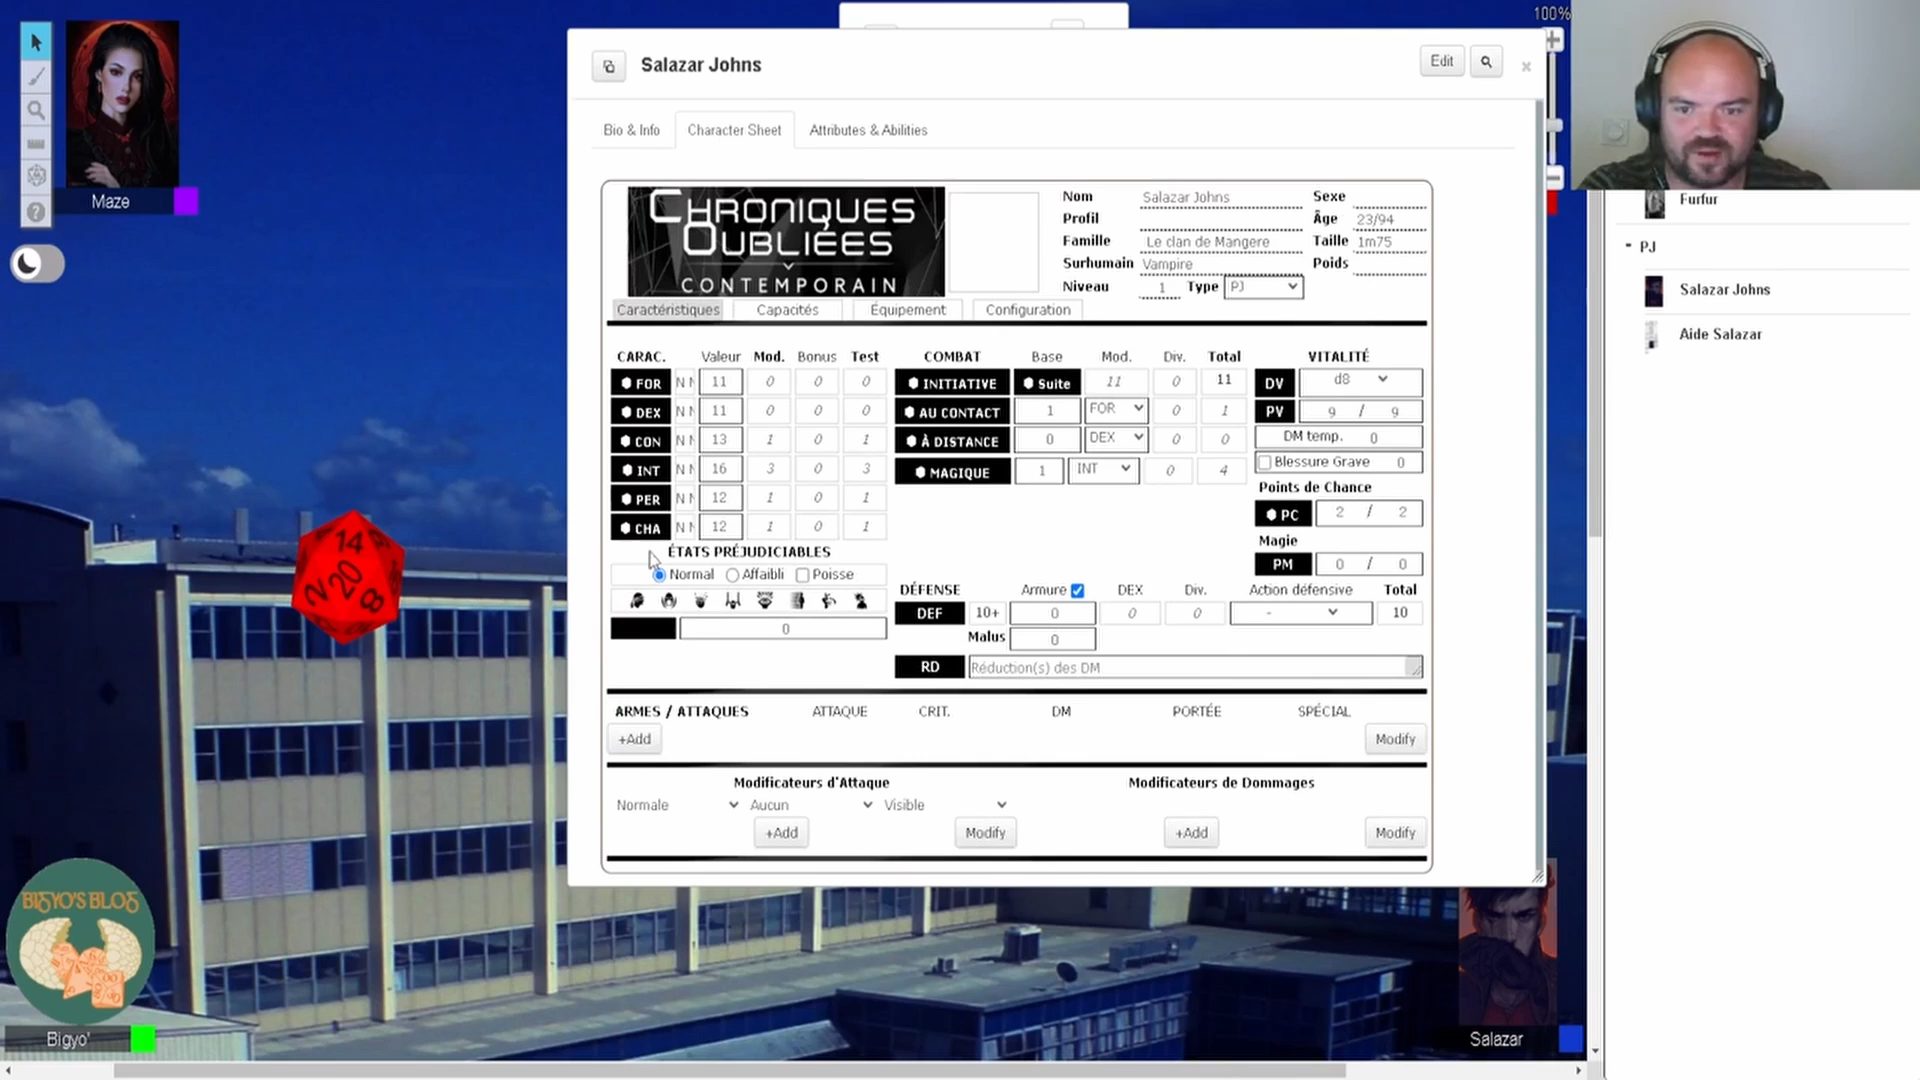 100%
Salazar Johns
Edit
Maze
Bio & Info
Character Sheet
Attributes & Abilities
CHRONIQUES
OUBLIÉES
CONTEMPORAIN
Nom Salazar Johns Sexe
Profil Âge 23/94
Famille Le clan de Mangere Taille 1m75
Surhumain Vampire Poids
Niveau 1 Type PJ
Caractéristiques Capacités Équipement Configuration
CARAC. Valeur Mod. Bonus Test
FOR N N 11 0 0 0
DEX N N 11 0 0 0
CON N N 13 1 0 1
INT N N 16 3 0 3
PER N N 12 1 0 1
CHA N N 12 1 0 1
COMBAT Base Mod. Div. Total
INITIATIVE Suite 11 0 11
AU CONTACT 1 FOR 0 1
À DISTANCE 0 DEX 0 0
MAGIQUE 1 INT 0 4
VITALITÉ
DV d8
PV 9 / 9
DM temp. 0
Blessure Grave 0
Points de Chance
PC 2 / 2
Magie
PM 0 / 0
ÉTATS PRÉJUDICIABLES
Normal Affaibli Poisse
0
DÉFENSE Armure DEX Div. Action défensive Total
DEF 10+ 0 0 0 - 10
Malus 0
RD Réduction(s) des DM
ARMES / ATTAQUES ATTAQUE CRIT. DM PORTÉE SPÉCIAL
+Add Modify
Modificateurs d'Attaque Modificateurs de Dommages
Normale Aucun Visible
+Add Modify +Add Modify
Furfur
PJ
Salazar Johns
Aide Salazar
14
20
2
8
BIGYO'S BLOG
Bigyo'
Salazar